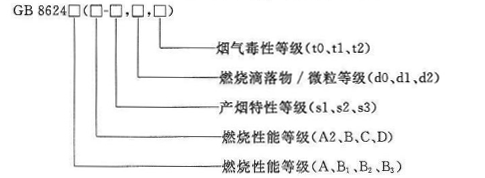 GB 8624□(□-□,□,□)
烟气毒性等级(t0、t1、t2)
燃烧滴落物/微粒等级(d0、d1、d2)
产烟特性等级(s1、s2、s3)
燃烧性能等级(A2、B、C、D)
燃烧性能等级(A、B₁、B₂、B₃)